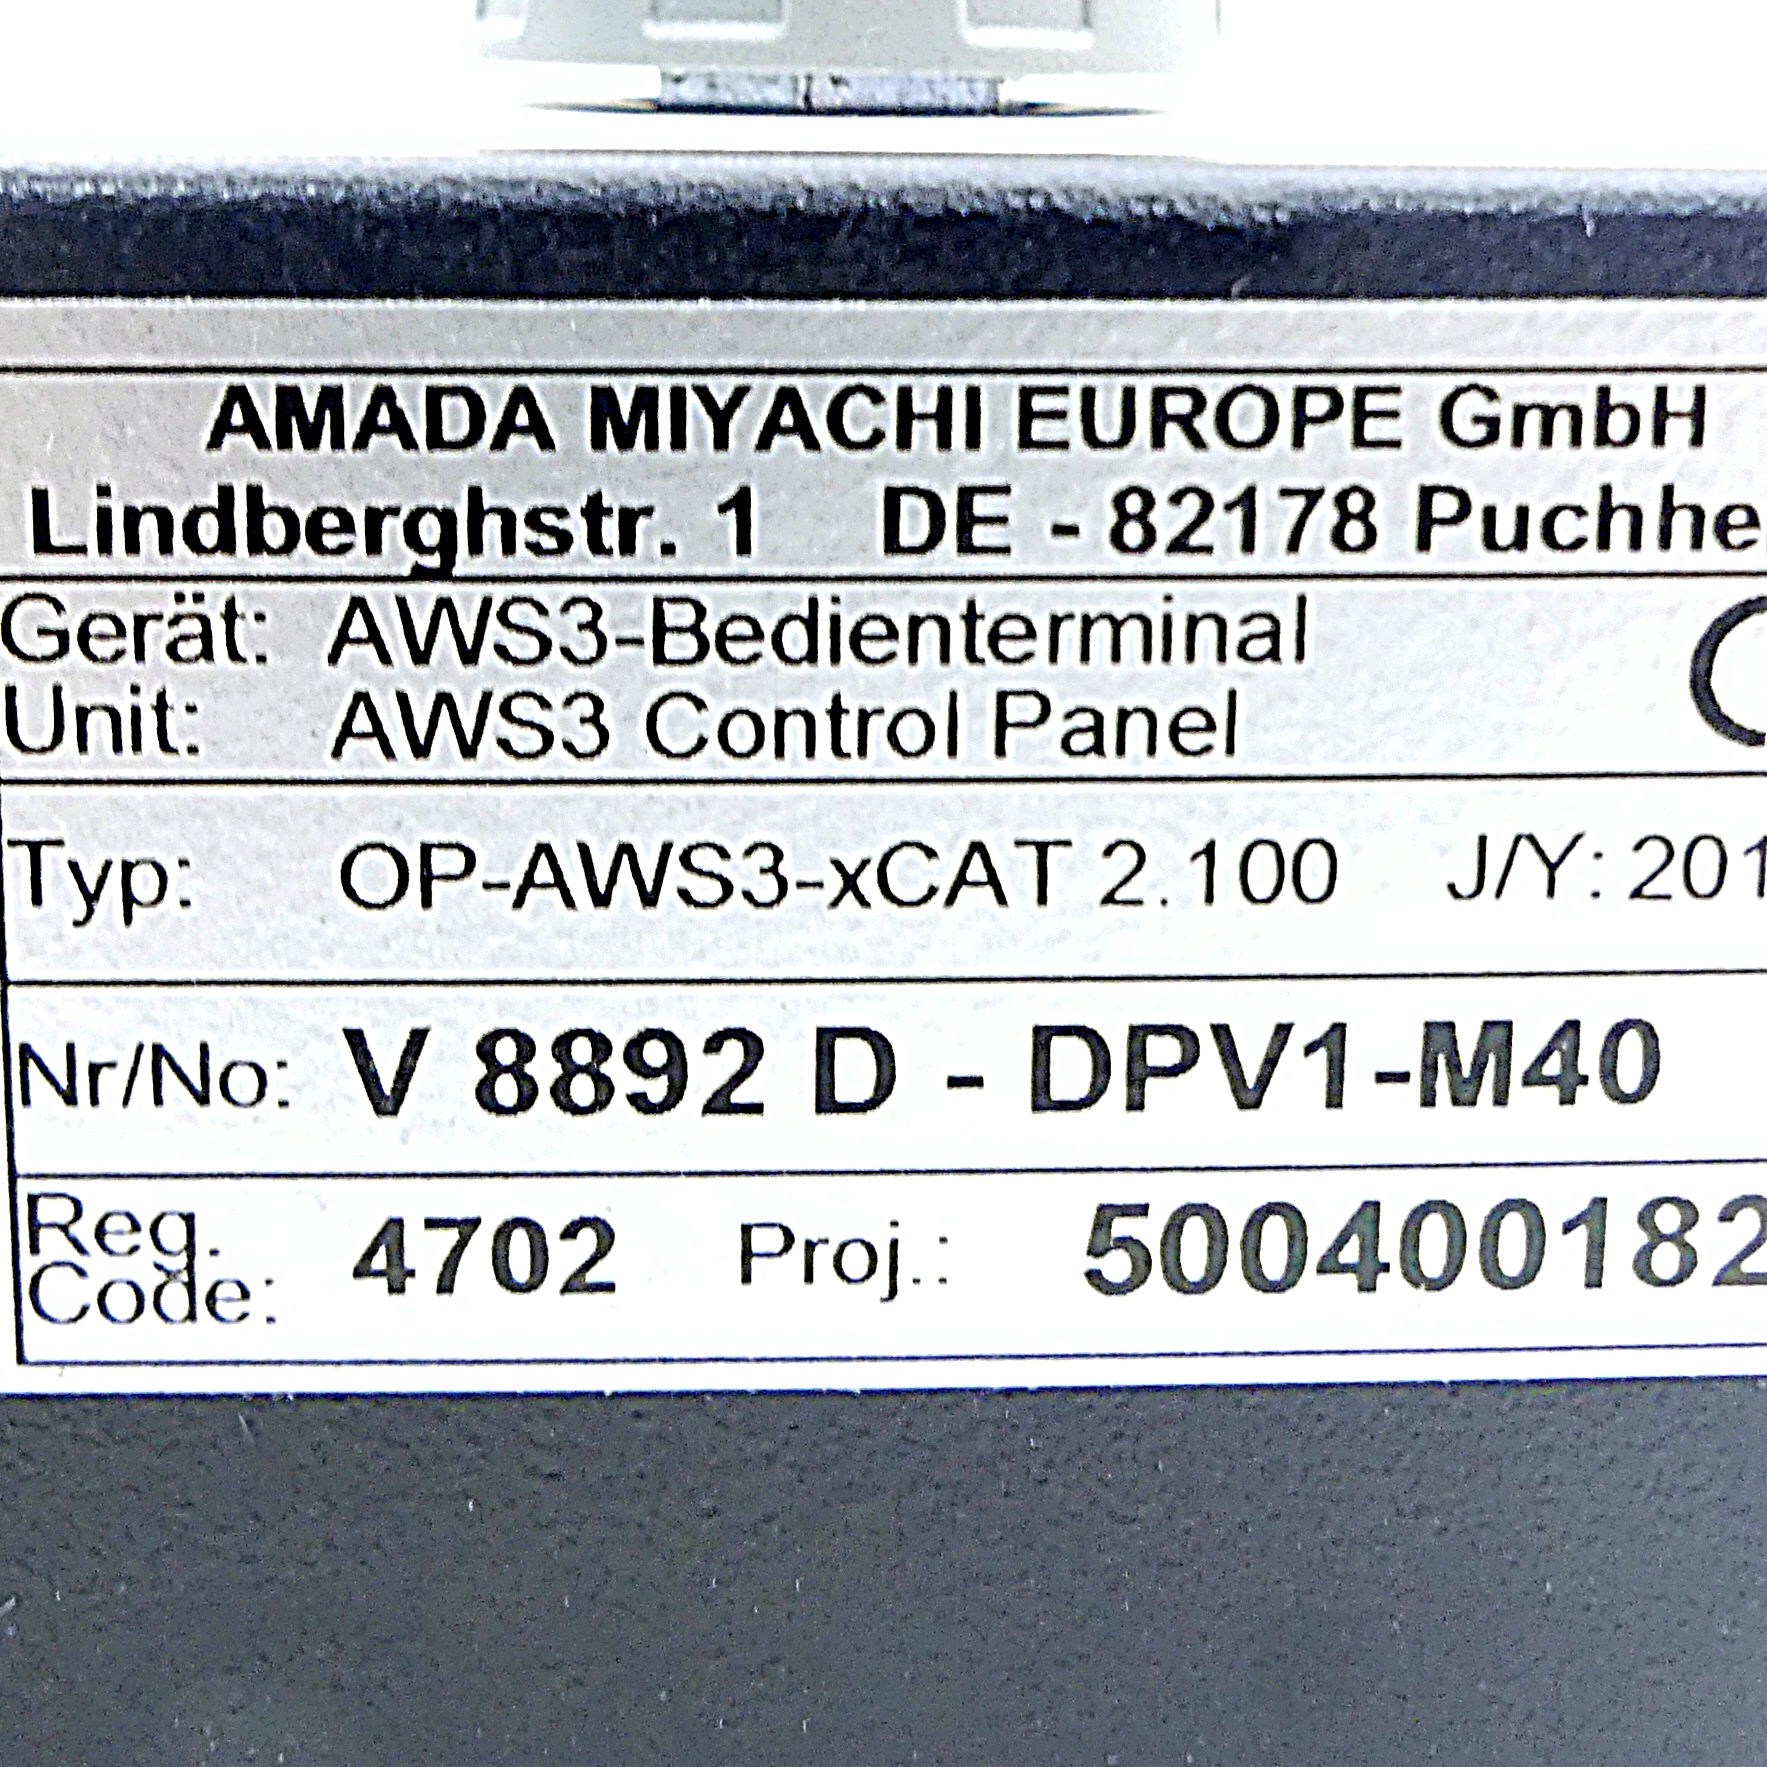 AMADA MIYACHI EUROPE GmbH
Lindberghstr. 1 DE - 82178 Puchhe
Gerät: AWS3-Bedienterminal
Unit: AWS3 Control Panel
Typ: OP-AWS3-xCAT 2.100 J/Y: 201
Nr/No: V 8892 D - DPV1-M40
Reg. Code: 4702 Proj.: 500400182